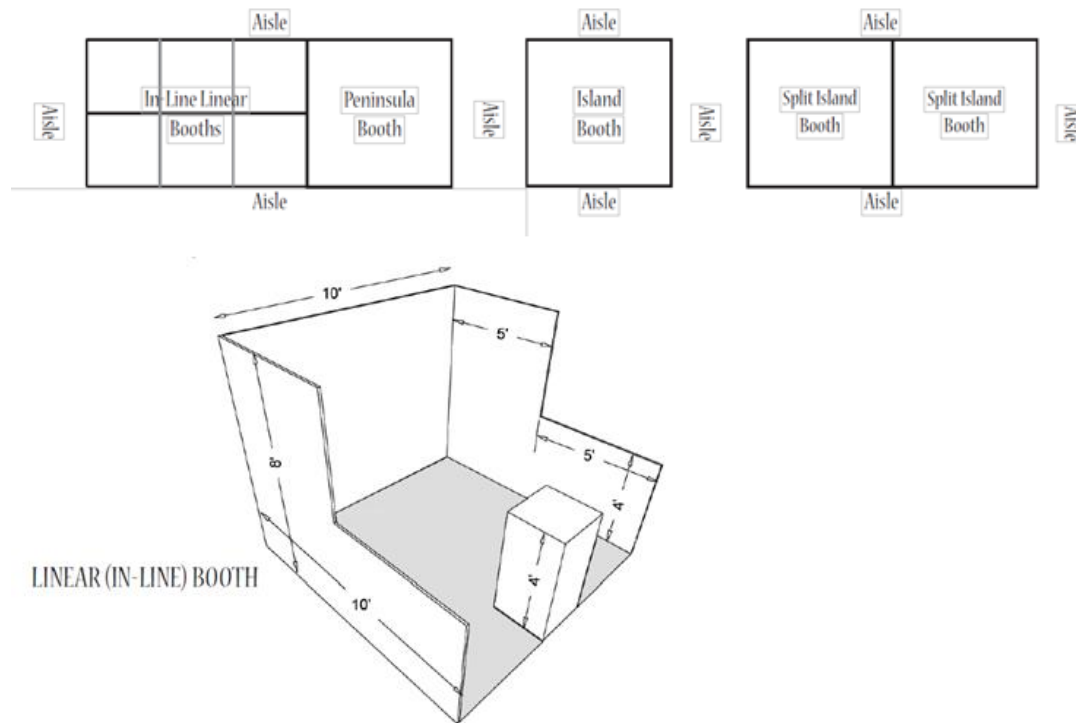 Aisle
Aisle
Aisle
In-Line Linear
Booths
Peninsula
Booth
Island
Booth
Split Island
Booth
Split Island
Booth
Aisle
Aisle
Aisle
Aisle
Aisle
Aisle
Aisle
10'
5'
8'
5'
4'
4'
10'
LINEAR (IN-LINE) BOOTH